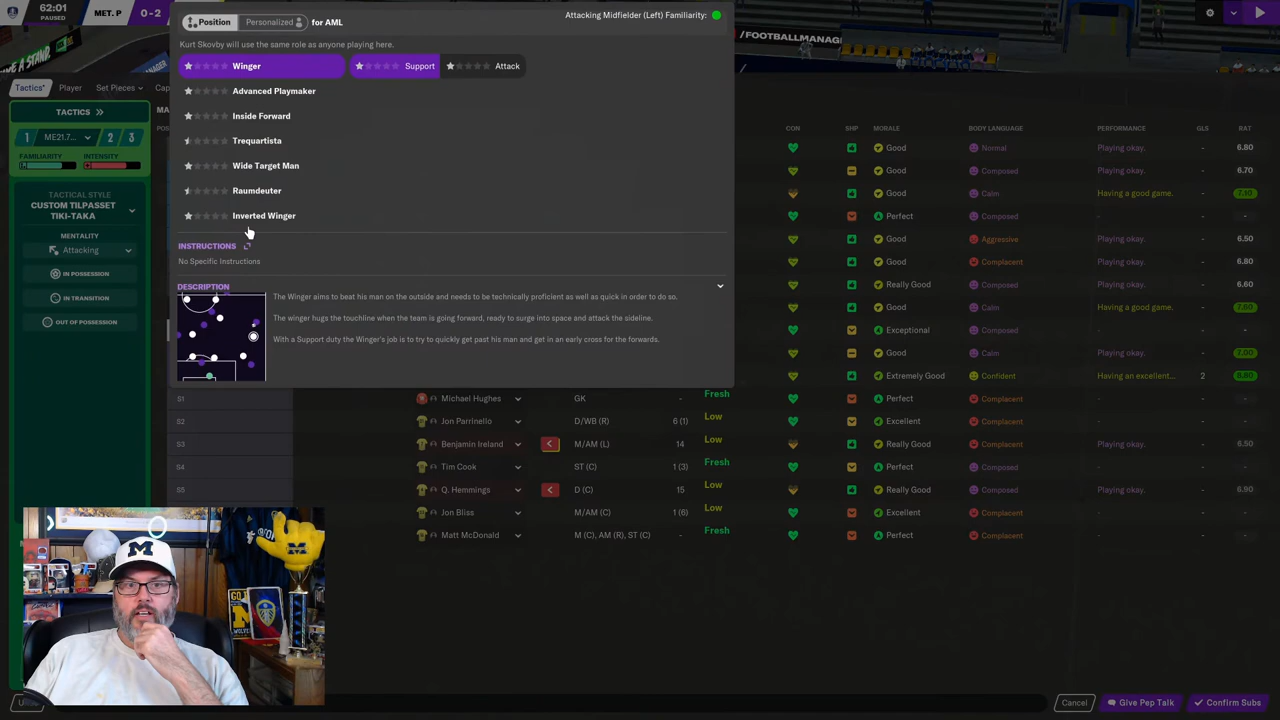 62:01
PAUSED
MET. P
0 - 2
/FOOTBALLMANAG
Position
Personalized
for AML
Attacking Midfielder (Left) Familiarity:
Kurt Skovby will use the same role as anyone playing here.
Winger
Support
Attack
Advanced Playmaker
Inside Forward
Trequartista
Wide Target Man
Raumdeuter
Inverted Winger
INSTRUCTIONS
No Specific Instructions
DESCRIPTION
The Winger aims to beat his man on the outside and needs to be technically proficient as well as quick in order to do so.
The winger hugs the touchline when the team is going forward, ready to surge into space and attack the sideline.
With a Support duty the Winger's job is to try to quickly get past his man and get in an early cross for the forwards.
Tactics*
Player
Set Pieces
Cap
TACTICS
1
ME21.7...
2
3
FAMILIARITY
INTENSITY
TACTICAL STYLE
CUSTOM TILPASSET
TIKI-TAKA
MENTALITY
Attacking
IN POSSESSION
IN TRANSITION
OUT OF POSSESSION
CON SHP MORALE BODY LANGUAGE PERFORMANCE GLS RAT
Good Normal Playing okay. - 6.80
Good Composed Playing okay. - 6.70
Good Calm Having a good game. -
Perfect Composed - - -
Good Aggressive Playing okay. - 6.50
Good Complacent Playing okay. - 6.80
Really Good Composed Playing okay. - 6.60
Good Calm Having a good game. -
Exceptional Composed - - -
Good Calm Playing okay. -
Extremely Good Confident Having an excellent... 2
S1 Michael Hughes GK - Fresh Perfect Complacent - - -
S2 Jon Parrinello D/WB (R) 6 (1) Low Excellent Complacent - - -
S3 Benjamin Ireland M/AM (L) 14 Low Really Good Complacent Playing okay. - 6.50
S4 Tim Cook ST (C) 1 (3) Fresh Perfect Composed - - -
S5 Q. Hemmings D (C) 15 Low Really Good Composed Playing okay. - 6.90
Jon Bliss M/AM (C) 1 (6) Low Excellent Complacent - - -
Matt McDonald M (C), AM (R), ST (C) - Fresh Perfect Complacent - - -
M
Cancel
Give Pep Talk
Confirm Subs